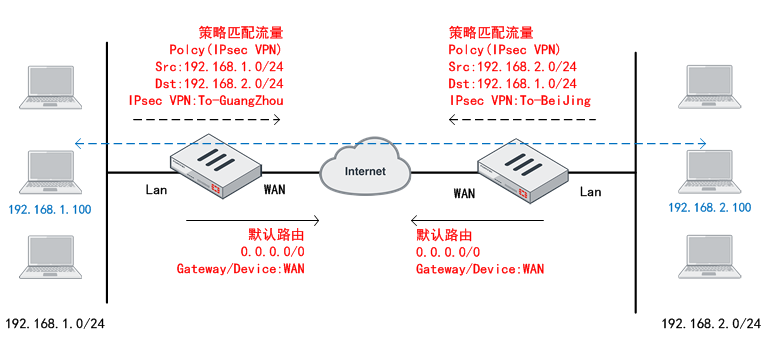 策略匹配流量
Polcy(IPsec VPN)
Src:192.168.1.0/24
Dst:192.168.2.0/24
IPsec VPN:To-GuangZhou
策略匹配流量
Polcy(IPsec VPN)
Src:192.168.2.0/24
Dst:192.168.1.0/24
IPsec VPN:To-BeiJing
Lan
WAN
Internet
WAN
Lan
192.168.1.100
192.168.2.100
默认路由
0.0.0.0/0
Gateway/Device:WAN
默认路由
0.0.0.0/0
Gateway/Device:WAN
192.168.1.0/24
192.168.2.0/24